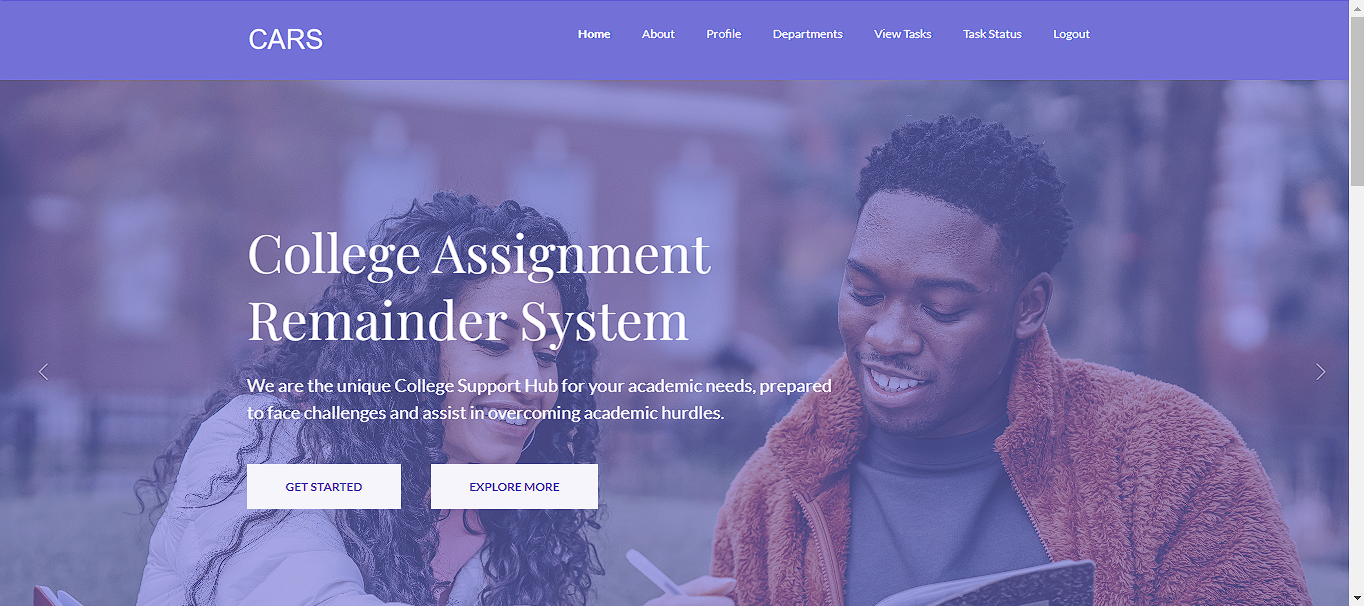 CARS
Home About Profile Departments View Tasks Task Status Logout
College Assignment
Remainder System
We are the unique College Support Hub for your academic needs, prepared
to face challenges and assist in overcoming academic hurdles.
GET STARTED EXPLORE MORE